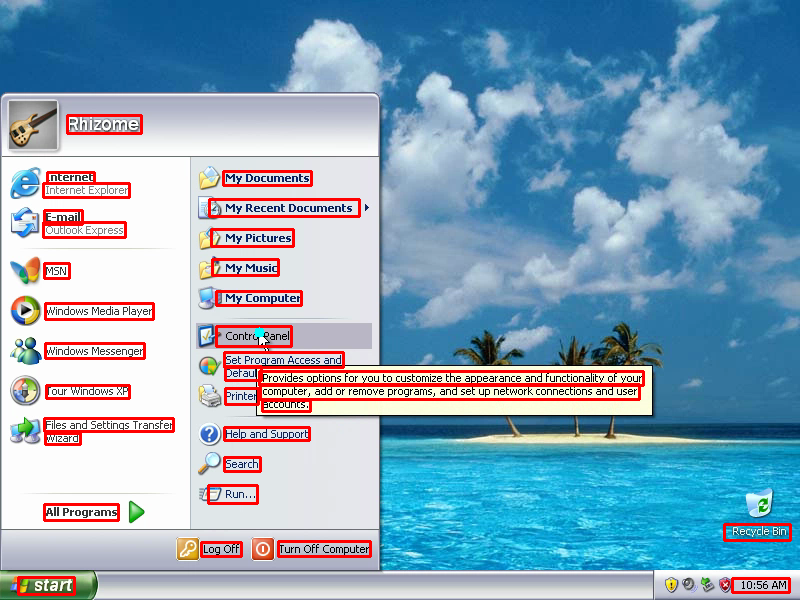 Rhizome
Internet
Internet Explorer
E-mail
Outlook Express
MSN
Windows Media Player
Windows Messenger
Tour Windows XP
Files and Settings Transfer
Wizard
All Programs
My Documents
My Recent Documents
My Pictures
My Music
My Computer
Control Panel
Set Program Access and
Defaul
Printer
Provides options for you to customize the appearance and functionality of your
computer, add or remove programs, and set up network connections and user
accounts.
Help and Support
Search
Run...
Log Off
Turn Off Computer
Recycle Bin
start
10:56 AM